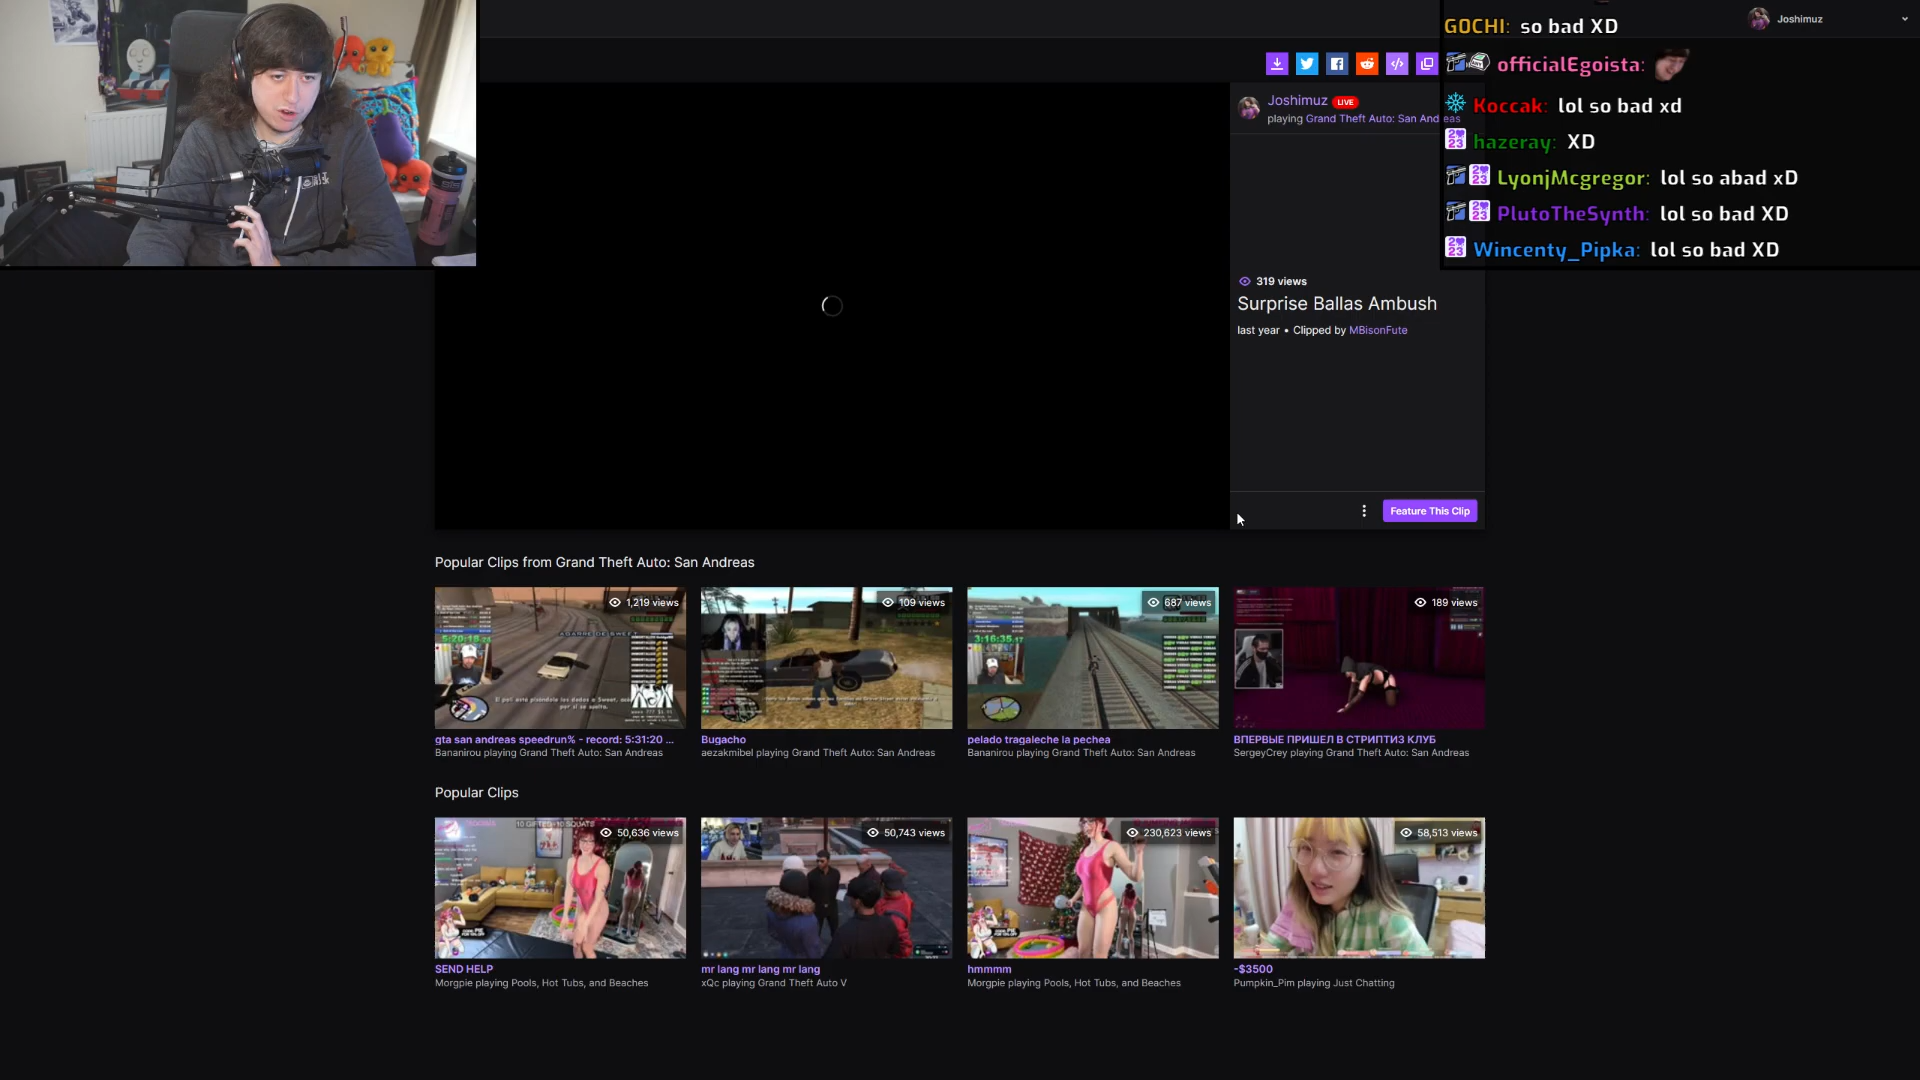 GOCHI: so bad XD
officialEgoista:
Koccak: lol so bad xd
hazeray: XD
LyonjMcgregor: lol so abad xD
PlutoTheSynth: lol so bad XD
Wincenty_Pipka: lol so bad XD
Joshimuz
Joshimuz LIVE
playing Grand Theft Auto: San Andreas
319 views
Surprise Ballas Ambush
last year • Clipped by MBisonFute
Feature This Clip
Popular Clips from Grand Theft Auto: San Andreas
1,219 views
5:20:15
gta san andreas speedrun% - record: 5:31:20 ...
Bananirou playing Grand Theft Auto: San Andreas
109 views
Bugacho
aezakmibel playing Grand Theft Auto: San Andreas
687 views
3:16:35
pelado tragaleche la pechea
Bananirou playing Grand Theft Auto: San Andreas
189 views
ВПЕРВЫЕ ПРИШЕЛ В СТРИПТИЗ КЛУБ
SergeyCrey playing Grand Theft Auto: San Andreas
Popular Clips
50,636 views
SEND HELP
Morgpie playing Pools, Hot Tubs, and Beaches
50,743 views
mr lang mr lang mr lang
xQc playing Grand Theft Auto V
230,623 views
hmmmm
Morgpie playing Pools, Hot Tubs, and Beaches
58,513 views
-$3500
Pumpkin_Pim playing Just Chatting